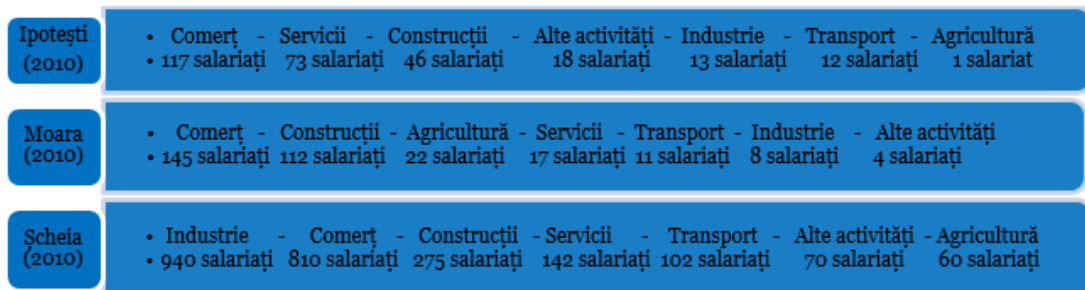 Ipotești
(2010)
• Comerț - Servicii - Construcții - Alte activități - Industrie - Transport - Agricultură
• 117 salariați 73 salariați 46 salariați 18 salariați 13 salariați 12 salariați 1 salariat
Moara
(2010)
• Comerț - Construcții - Agricultură - Servicii - Transport - Industrie - Alte activități
• 145 salariați 112 salariați 22 salariați 17 salariați 11 salariați 8 salariați 4 salariați
Șcheia
(2010)
• Industrie - Comerț - Construcții - Servicii - Transport - Alte activități - Agricultură
• 940 salariați 810 salariați 275 salariați 142 salariați 102 salariați 70 salariați 60 salariați